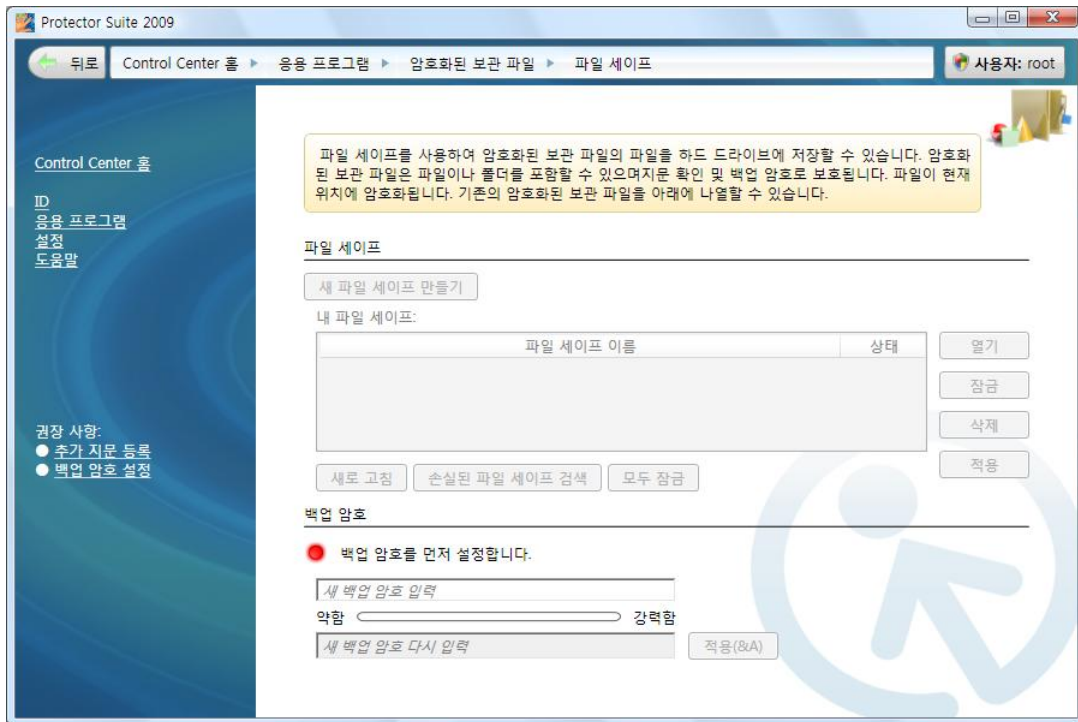 Protector Suite 2009
뒤로 Control Center 홈 응용 프로그램 암호화된 보관 파일 파일 세이프 사용자: root
Control Center 홈
ID
응용 프로그램
설정
도움말
권장 사항:
추가 지문 등록
백업 암호 설정
파일 세이프를 사용하여 암호화된 보관 파일의 파일을 하드 드라이브에 저장할 수 있습니다. 암호화
된 보관 파일은 파일이나 폴더를 포함할 수 있으며지문 확인 및 백업 암호로 보호됩니다. 파일이 현재
위치에 암호화됩니다. 기존의 암호화된 보관 파일을 아래에 나열할 수 있습니다.
파일 세이프
새 파일 세이프 만들기
내 파일 세이프:
파일 세이프 이름 상태
열기
잠금
삭제
적용
새로 고침 손실된 파일 세이프 검색 모두 잠금
백업 암호
백업 암호를 먼저 설정합니다.
새 백업 암호 입력
약함 강력함
새 백업 암호 다시 입력 적용(&A)